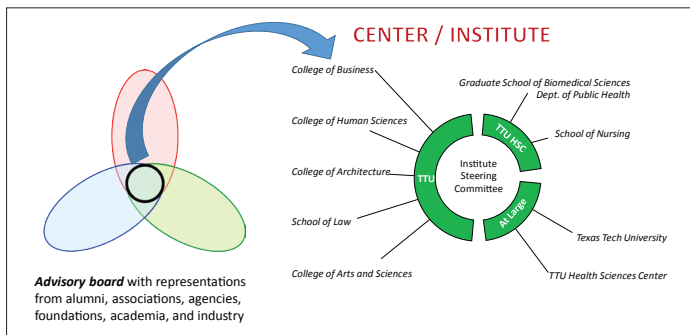 CENTER / INSTITUTE
College of Business
Graduate School of Biomedical Sciences
Dept. of Public Health
College of Human Sciences
School of Nursing
TTU HSC
College of Architecture
TTU
Institute
Steering
Committee
At Large
School of Law
Texas Tech University
College of Arts and Sciences
TTU Health Sciences Center
Advisory board with representations
from alumni, associations, agencies,
foundations, academia, and industry